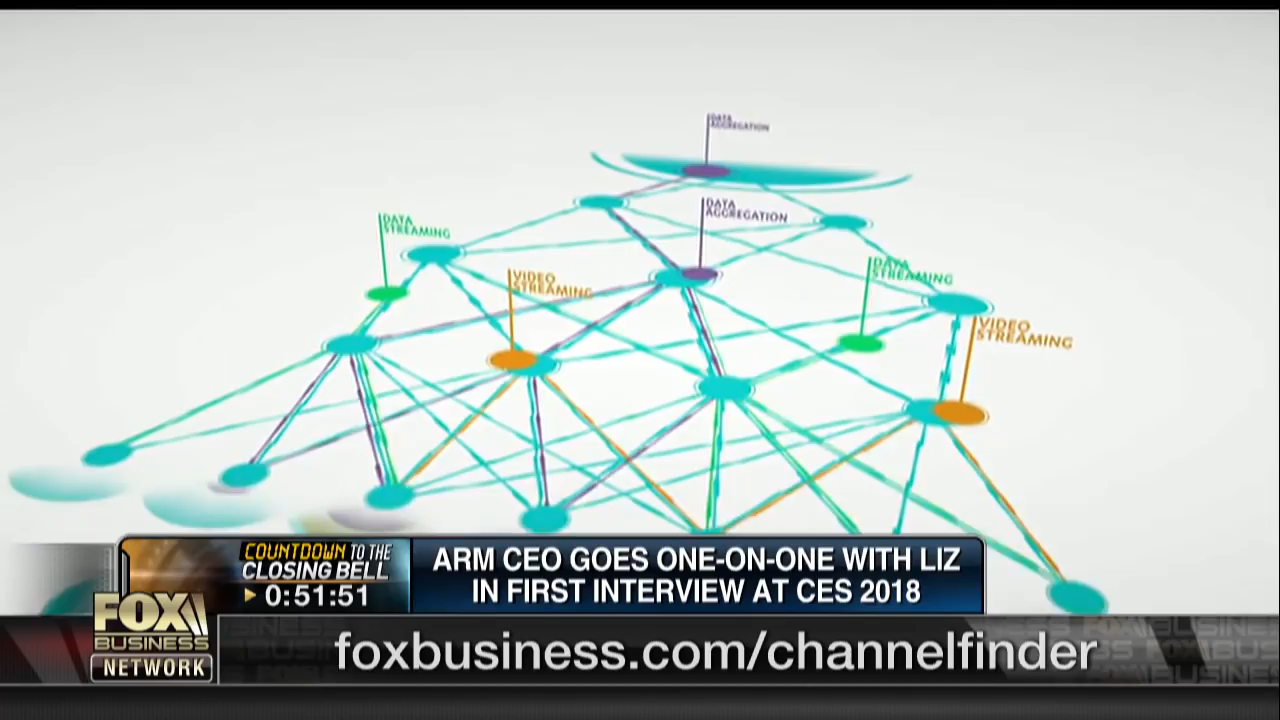 DATA
AGGREGATION
DATA
AGGREGATION
DATA
STREAMING
DATA
STREAMING
VIDEO
STREAMING
VIDEO
STREAMING
COUNTDOWN TO THE
CLOSING BELL
0:51:51
ARM CEO GOES ONE-ON-ONE WITH LIZ
IN FIRST INTERVIEW AT CES 2018
FOX
BUSINESS
NETWORK
foxbusiness.com/channelfinder